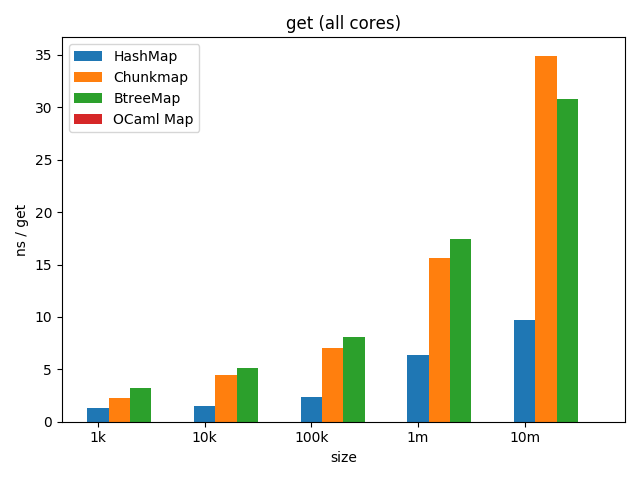 get (all cores)
HashMap
Chunkmap
BtreeMap
OCaml Map
35
30
25
20
15
10
5
0
ns / get
1k 10k 100k 1m 10m
size